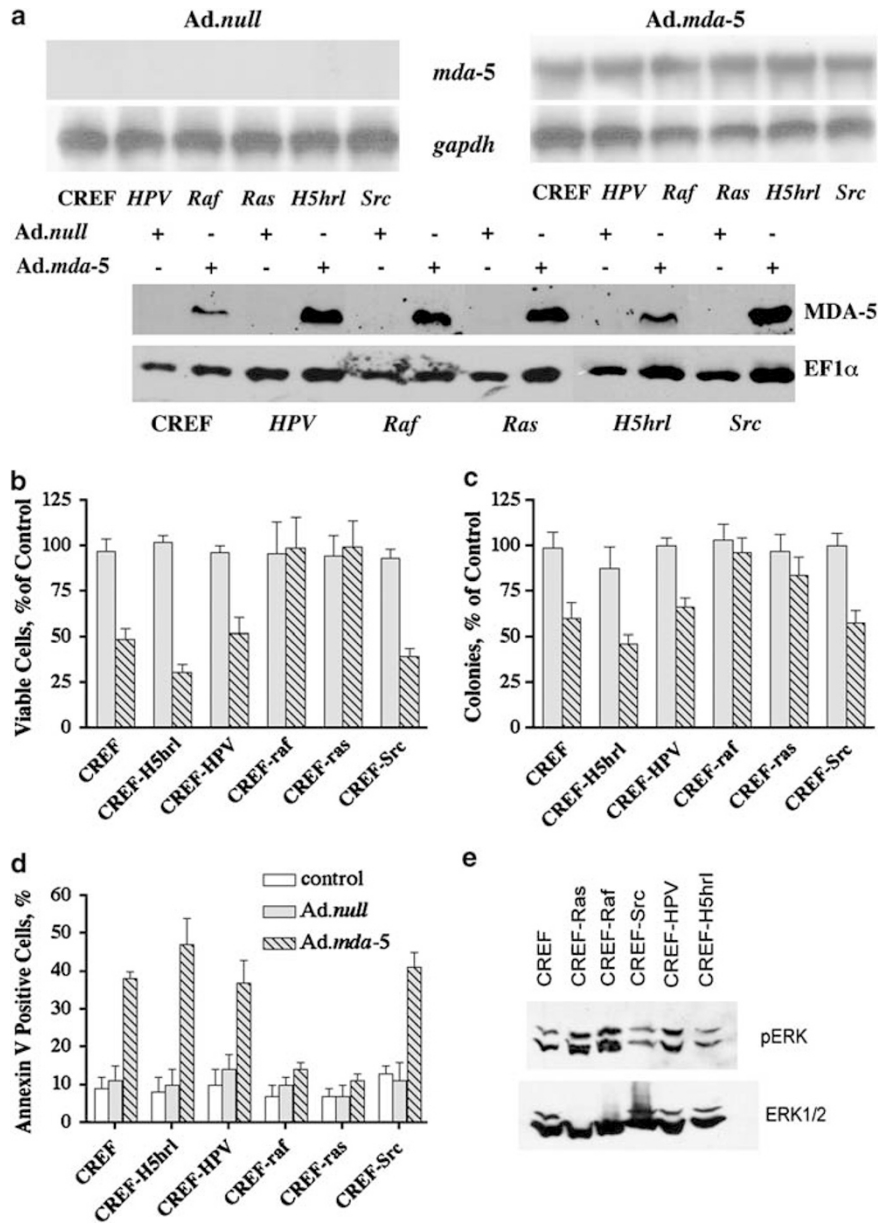 a
Ad.null Ad.mda-5
mda-5
gapdh
CREF HPV Raf Ras H5hrl Src
CREF HPV Raf Ras H5hrl Src
Ad.null + - + - + - + - + - + -
Ad.mda-5 - + - + - + - + - + - +
MDA-5
EF1α
CREF HPV Raf Ras H5hrl Src
b
Viable Cells, % of Control
125
100
75
50
25
0
CREF
CREF-H5hrl
CREF-HPV
CREF-raf
CREF-ras
CREF-Src
c
Colonies, % of Control
125
100
75
50
25
0
CREF
CREF-H5hrl
CREF-HPV
CREF-raf
CREF-ras
CREF-Src
d
Annexin V Positive Cells, %
60
50
40
30
20
10
0
control
Ad.null
Ad.mda-5
CREF
CREF-H5hrl
CREF-HPV
CREF-raf
CREF-ras
CREF-Src
e
CREF
CREF-Ras
CREF-Raf
CREF-Src
CREF-HPV
CREF-H5hrl
pERK
ERK1/2